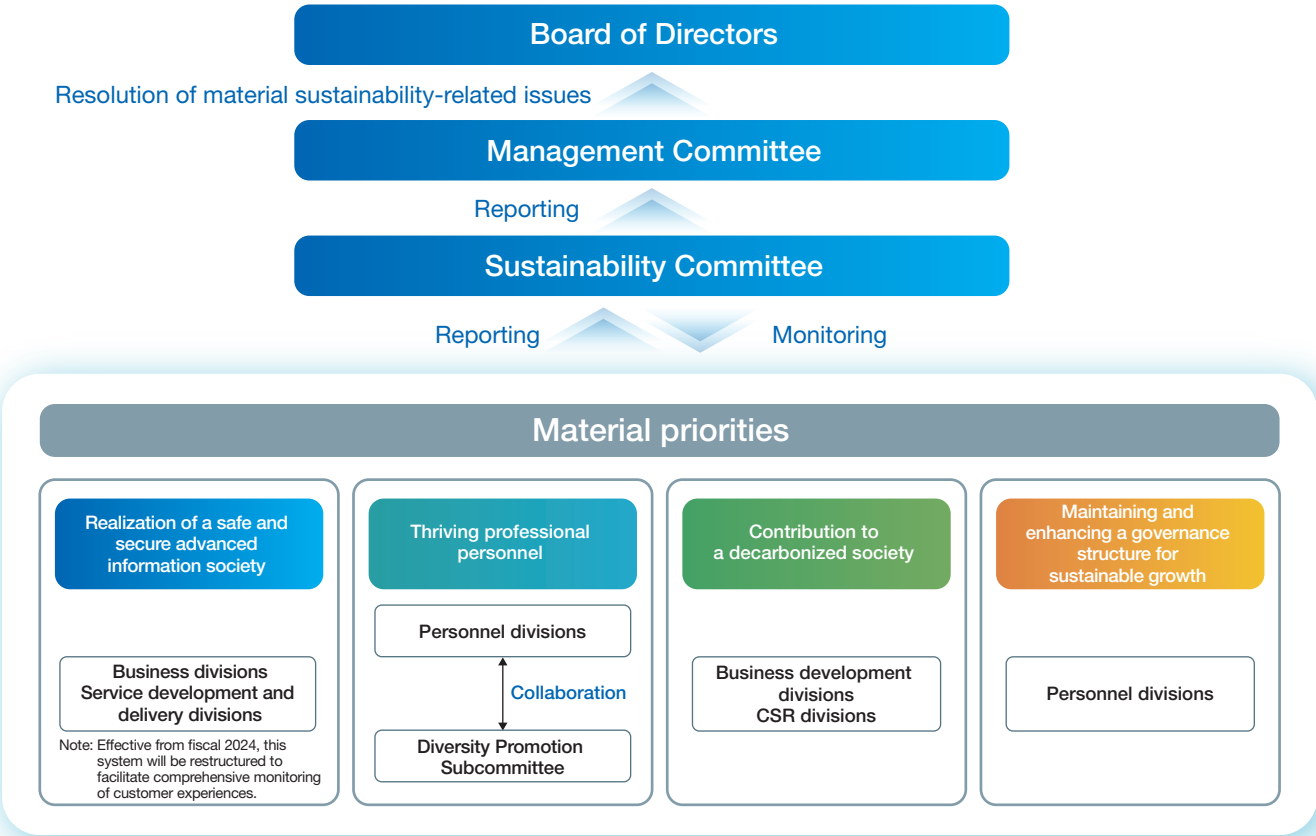 Board of Directors
Resolution of material sustainability-related issues
Management Committee
Reporting
Sustainability Committee
Reporting
Monitoring
Material priorities
Realization of a safe and
secure advanced
information society
Business divisions
Service development and
delivery divisions
Note: Effective from fiscal 2024, this
system will be restructured to
facilitate comprehensive monitoring
of customer experiences.
Thriving professional
personnel
Personnel divisions
Collaboration
Diversity Promotion
Subcommittee
Contribution to
a decarbonized society
Business development
divisions
CSR divisions
Maintaining and
enhancing a governance
structure for
sustainable growth
Personnel divisions